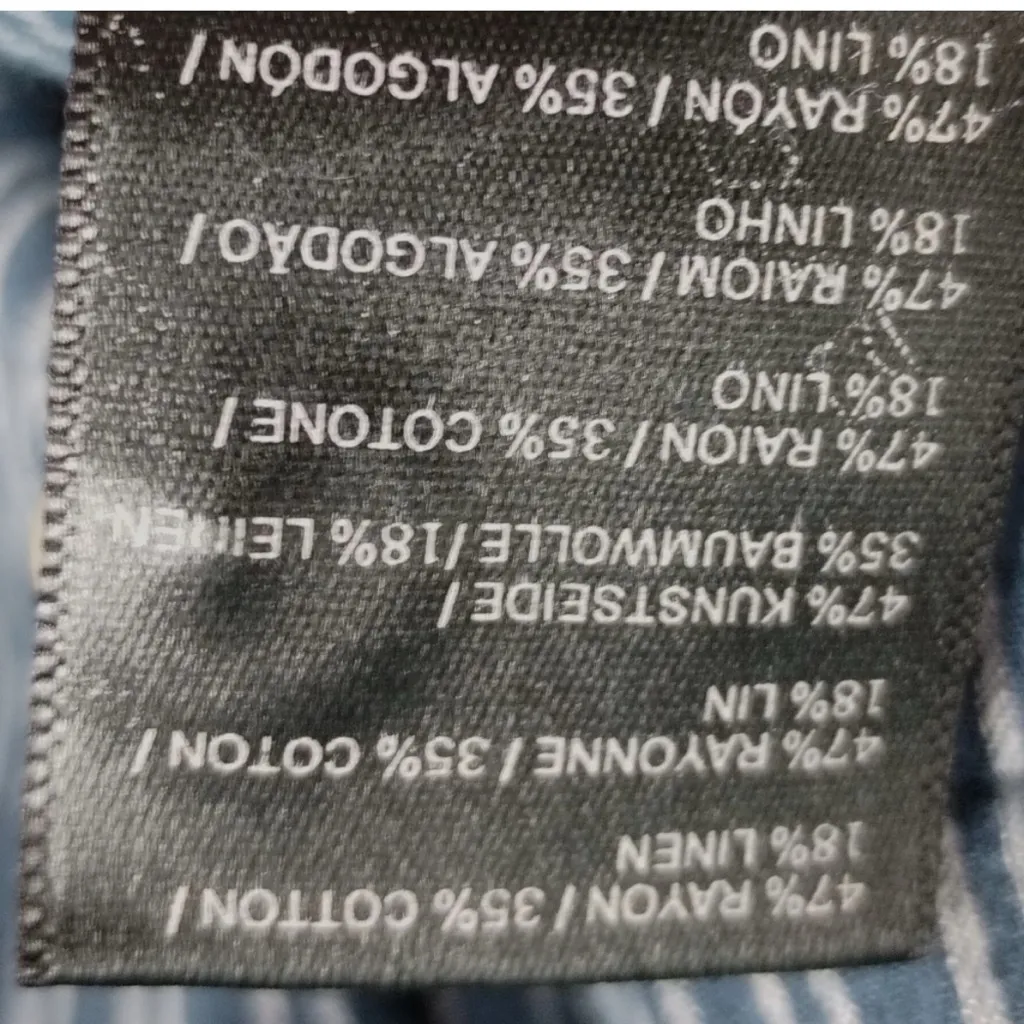 47% RAYON / 35% COTTON /
18% LINEN
47% RAYONNE / 35% COTON /
18% LIN
47% KUNSTSEIDE /
35% BAUMWOLLE / 18% LEINEN
47% RAION / 35% COTONE /
18% LINO
47% RAIOM / 35% ALGODÃO /
18% LINHO
47% RAYÓN / 35% ALGODÓN /
18% LINO